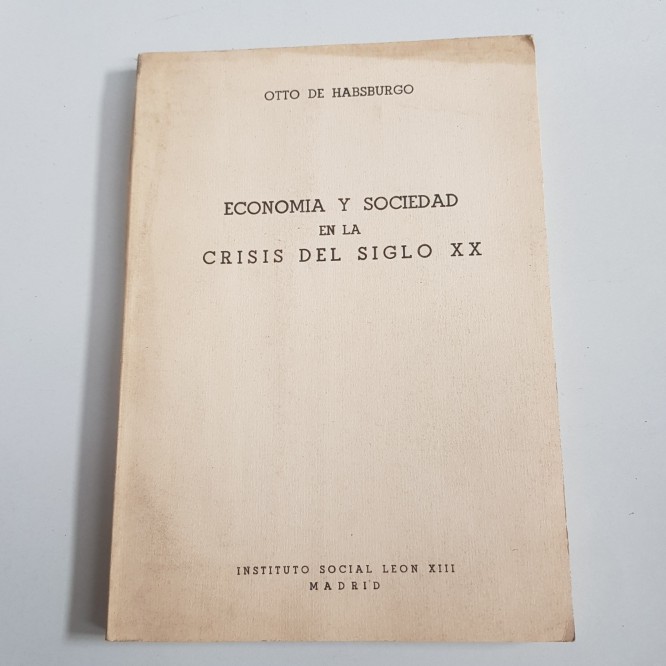 OTTO DE HABSBURGO
ECONOMIA Y SOCIEDAD
EN LA
CRISIS DEL SIGLO XX
INSTITUTO SOCIAL LEON XIII
MADRID